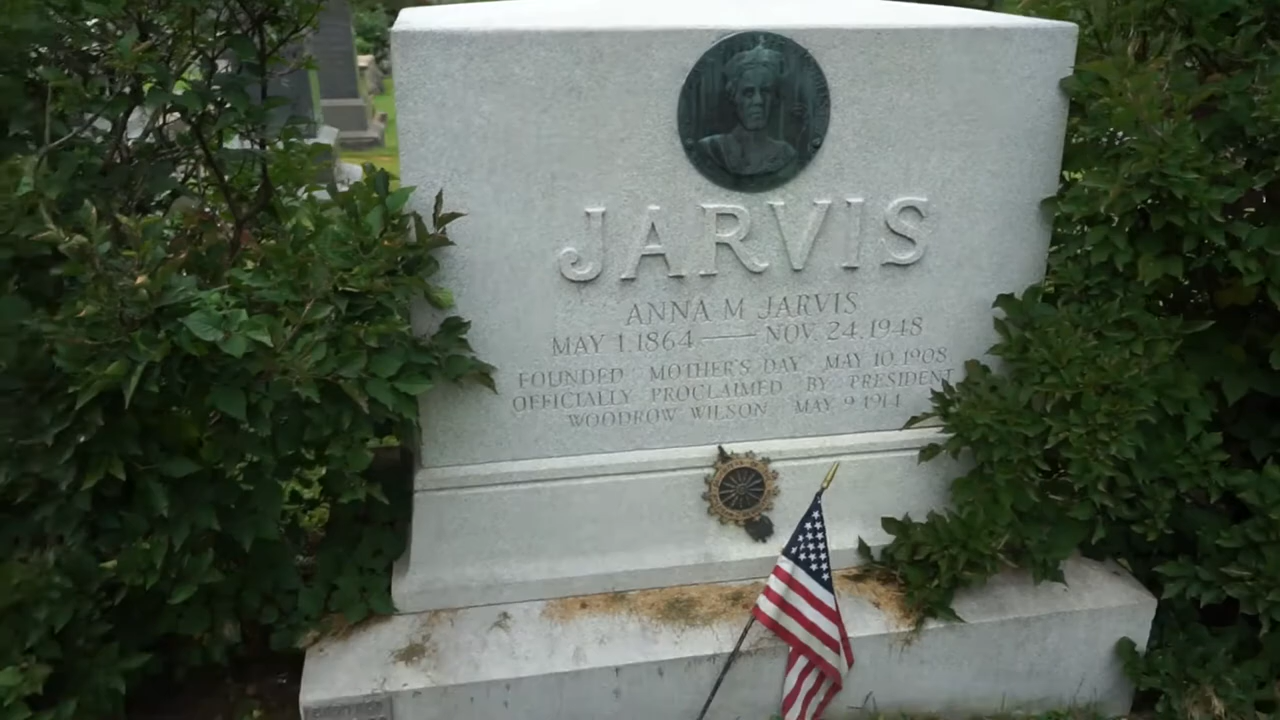 JARVIS
ANNA M JARVIS
MAY 1.1864 — NOV. 24.1948
FOUNDED MOTHER'S DAY MAY 10, 1908
OFFICIALLY PROCLAIMED BY PRESIDENT
WOODROW WILSON MAY 9 1914